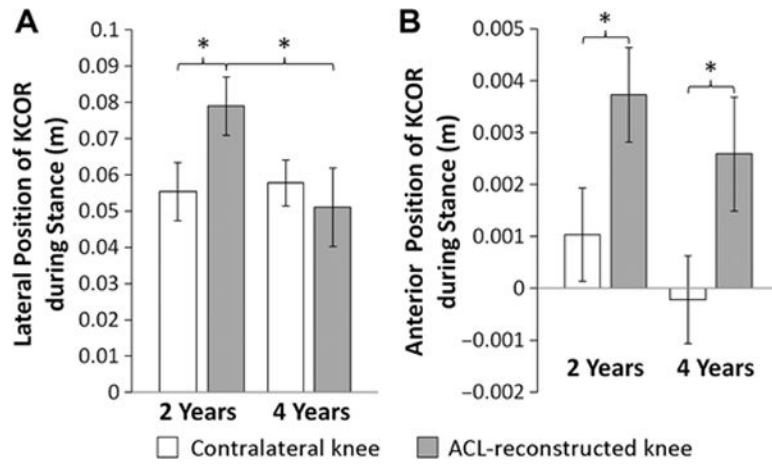 A
Lateral Position of KCOR
during Stance (m)
0.1
0.09
0.08
0.07
0.06
0.05
0.04
0.03
0.02
0.01
0
*
*
2 Years
4 Years
B
Anterior Position of KCOR
during Stance (m)
0.005
0.004
0.003
0.002
0.001
0
−0.001
−0.002
*
*
2 Years
4 Years
Contralateral knee
ACL-reconstructed knee